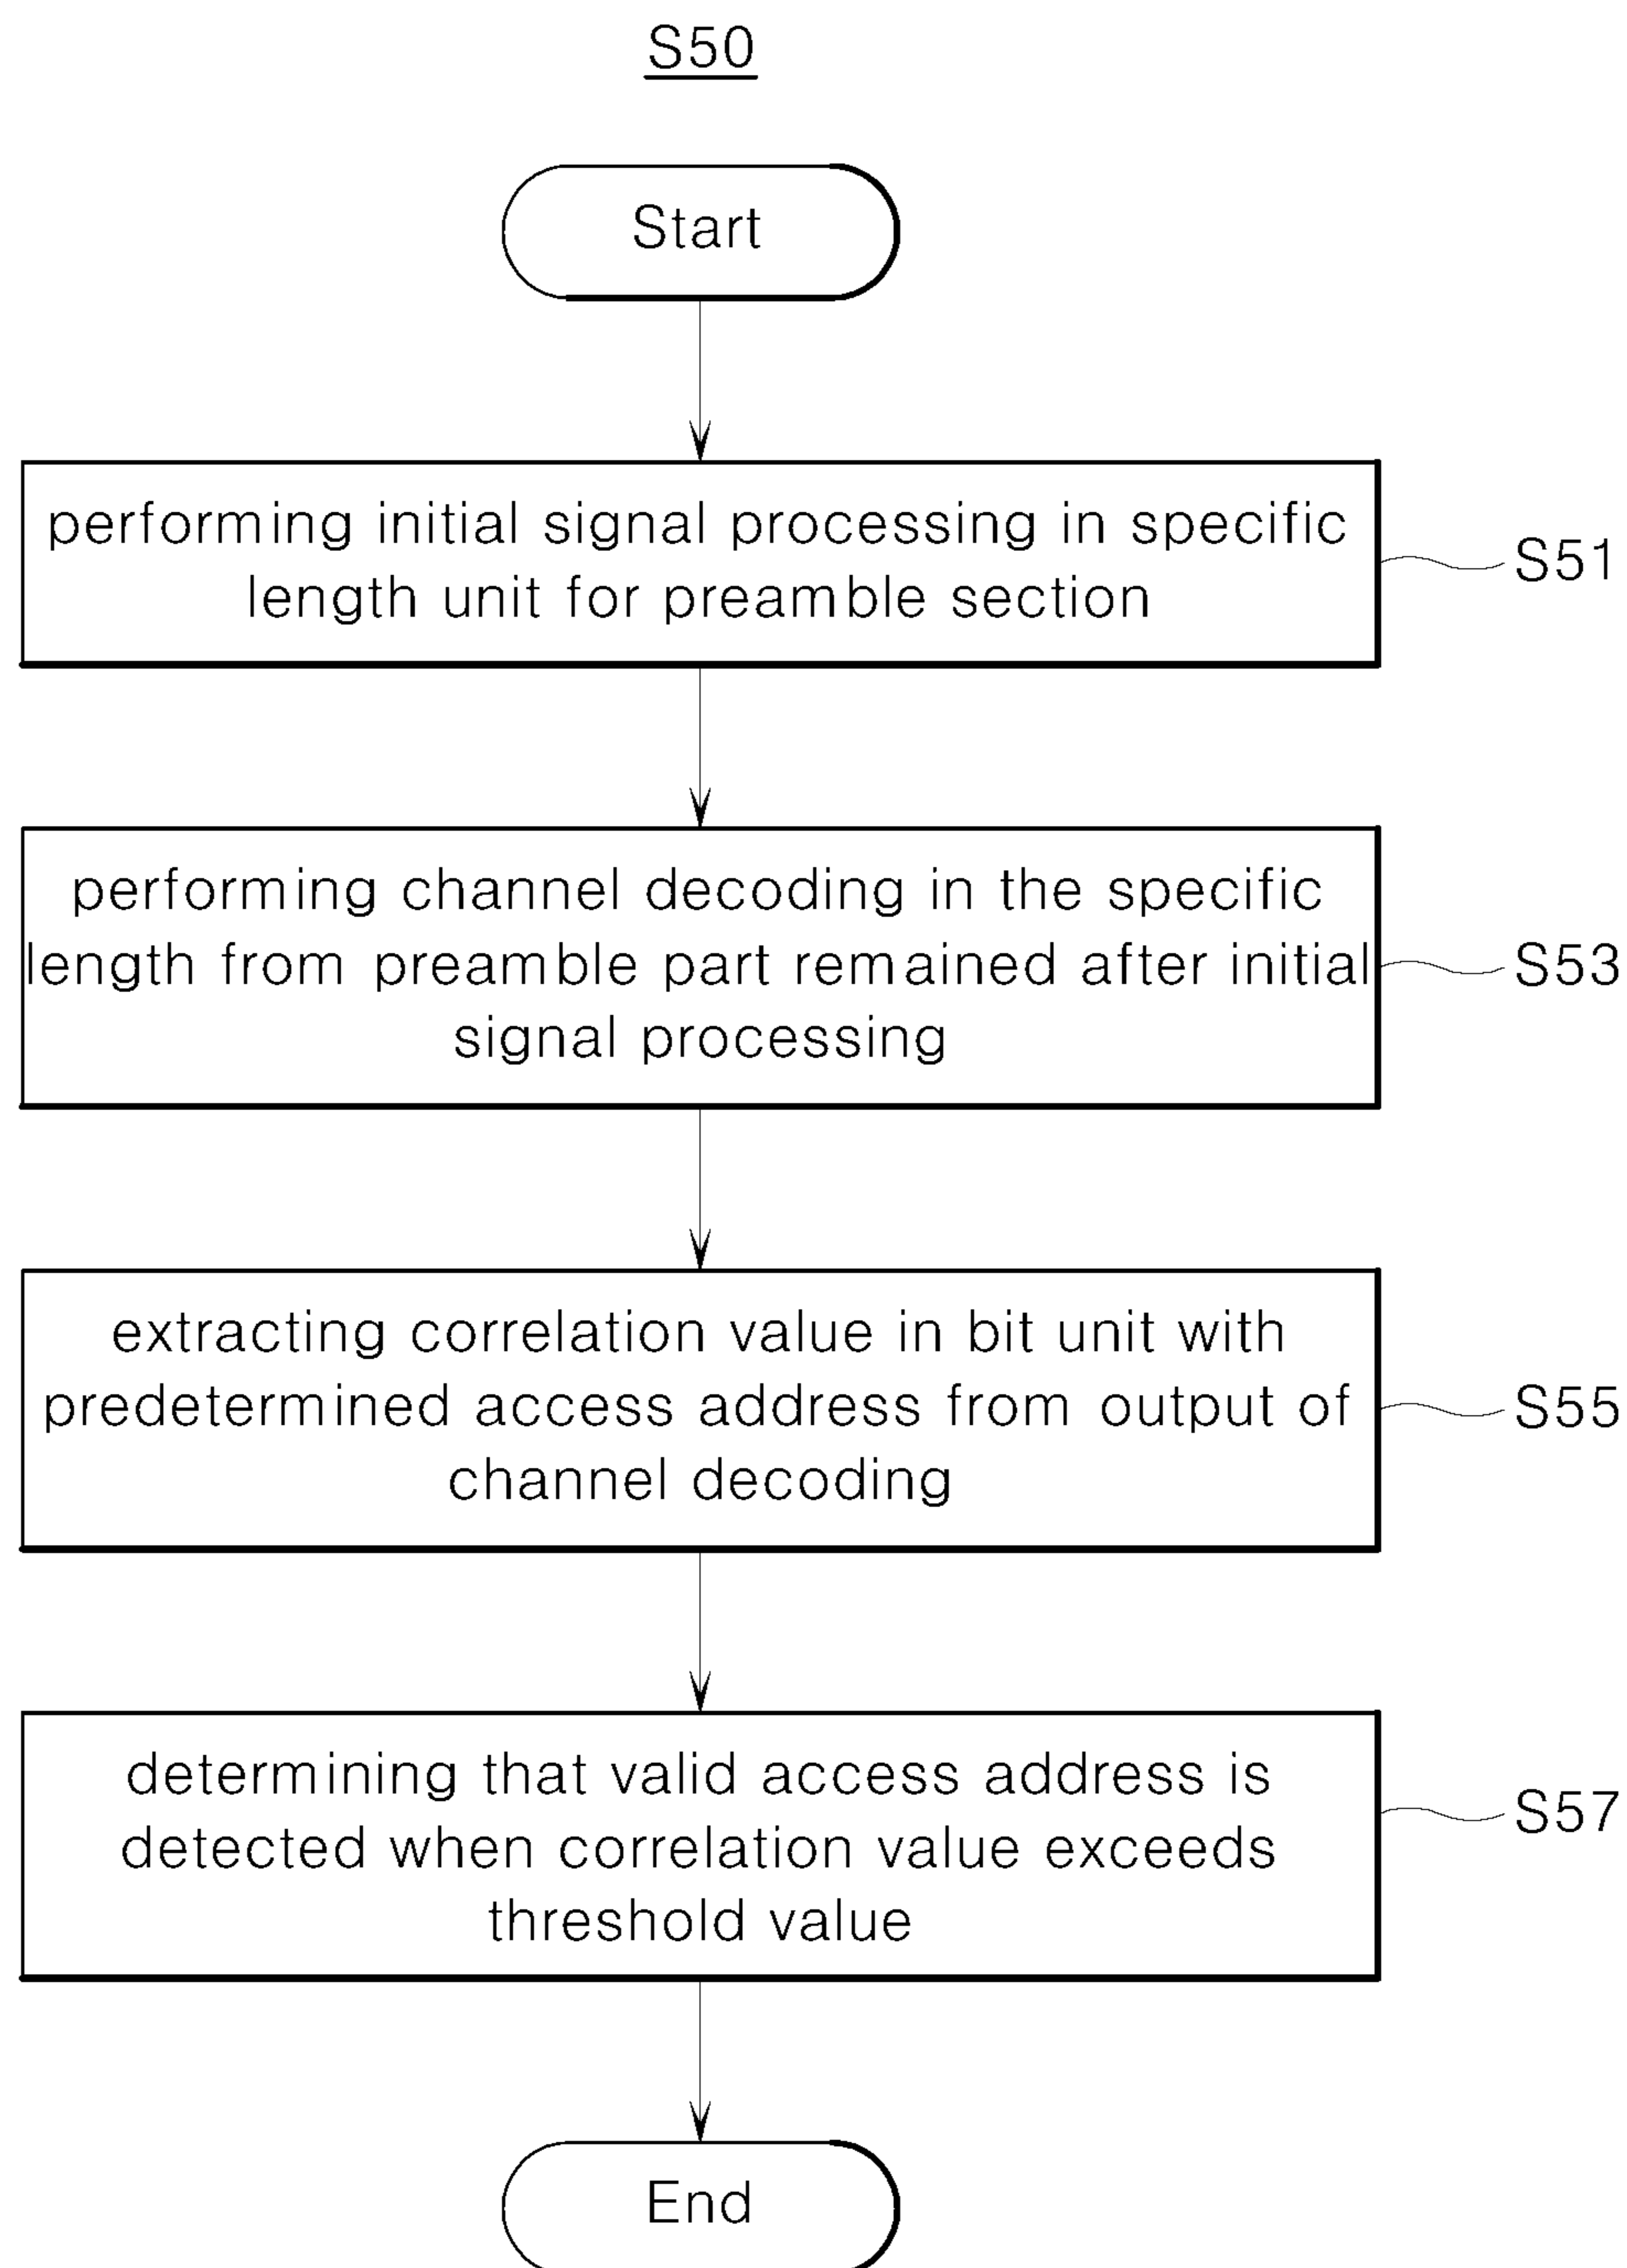 S50
Start
performing initial signal processing in specific
length unit for preamble section
S51
performing channel decoding in the specific
length from preamble part remained after initial
signal processing
S53
extracting correlation value in bit unit with
predetermined access address from output of
channel decoding
S55
determining that valid access address is
detected when correlation value exceeds
threshold value
S57
End